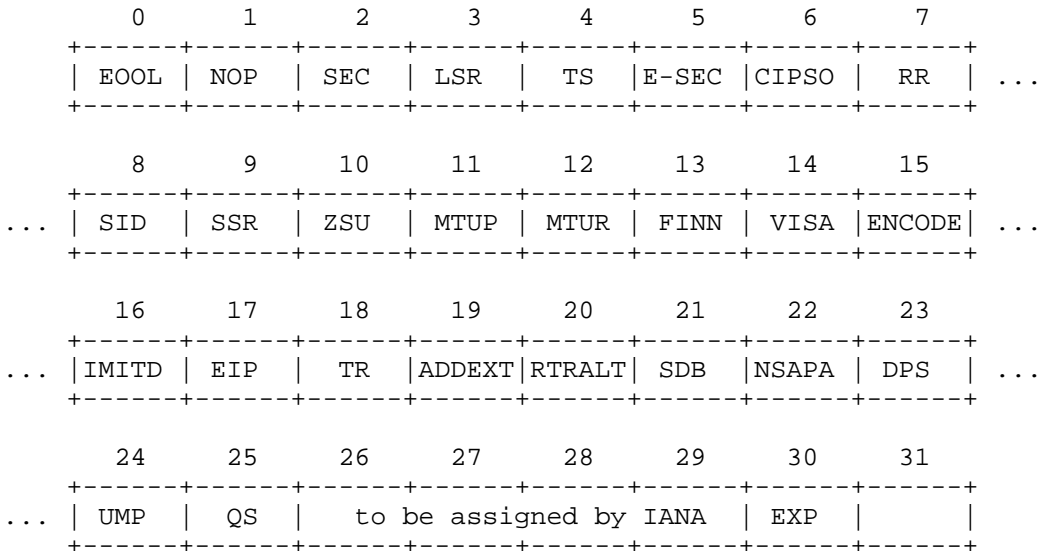 0 1 2 3 4 5 6 7
+------+------+------+------+------+------+------+------+
| EOOL | NOP | SEC | LSR | TS |E-SEC |CIPSO | RR | ...
+------+------+------+------+------+------+------+------+
8 9 10 11 12 13 14 15
+------+------+------+------+------+------+------+------+
... | SID | SSR | ZSU | MTUP | MTUR | FINN | VISA |ENCODE| ...
+------+------+------+------+------+------+------+------+
16 17 18 19 20 21 22 23
+------+------+------+------+------+------+------+------+
... |IMITD | EIP | TR |ADDEXT|RTRALT| SDB |NSAPA | DPS | ...
+------+------+------+------+------+------+------+------+
24 25 26 27 28 29 30 31
+------+------+------+------+------+------+------+------+
... | UMP | QS | to be assigned by IANA | EXP | |
+------+------+------+------+------+------+------+------+